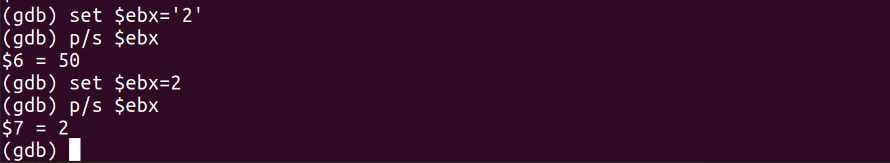 (gdb) set $ebx='2'
(gdb) p/s $ebx
$6 = 50
(gdb) set $ebx=2
(gdb) p/s $ebx
$7 = 2
(gdb)